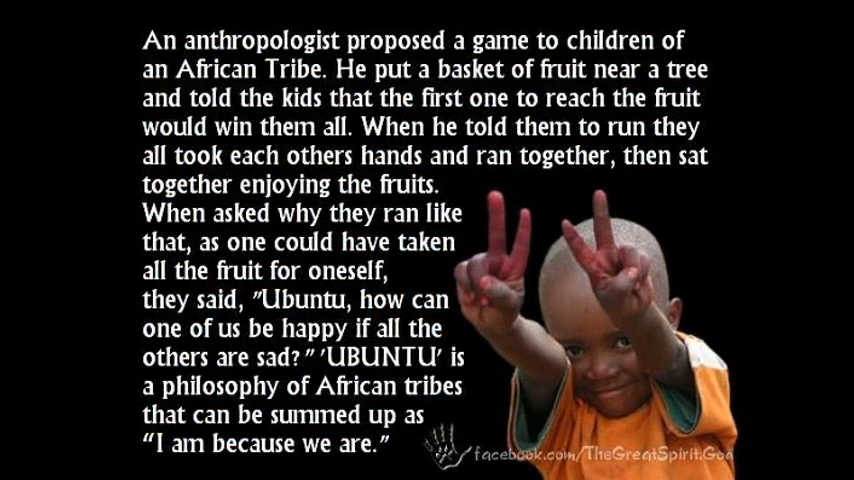 An anthropologist proposed a game to children of
an African Tribe. He put a basket of fruit near a tree
and told the kids that the first one to reach the fruit
would win them all. When he told them to run they
all took each others hands and ran together, then sat
together enjoying the fruits.
When asked why they ran like
that, as one could have taken
all the fruit for oneself,
they said, "Ubuntu, how can
one of us be happy if all the
others are sad?" 'UBUNTU' is
a philosophy of African tribes
that can be summed up as
“I am because we are.”
facebook.com/TheGreatSpirit.God